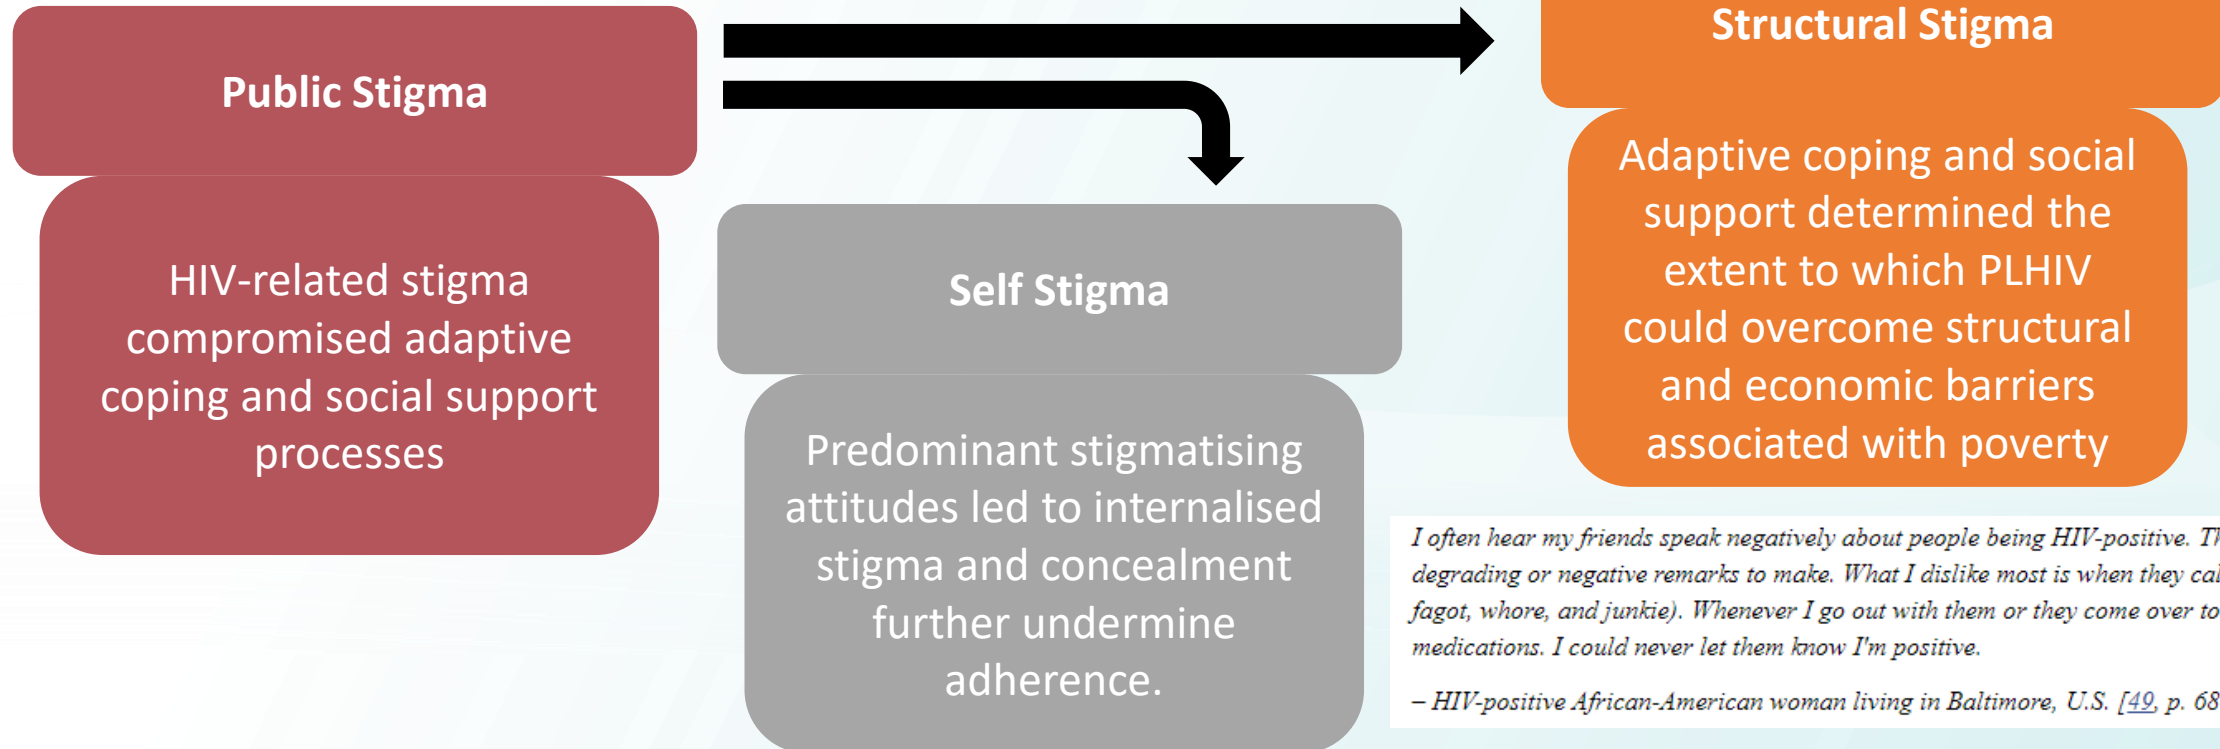 Public Stigma
HIV-related stigma
compromised adaptive
coping and social support
processes
Self Stigma
Predominant stigmatising
attitudes led to internalised
stigma and concealment
further undermine
adherence.
Structural Stigma
Adaptive coping and social
support determined the
extent to which PLHIV
could overcome structural
and economic barriers
associated with poverty
I often hear my friends speak negatively about people being HIV-positive.
degrading or negative remarks to make. What I dislike most is when they
fagot, whore, and junkie). Whenever I go out with them or they come over to
medications. I could never let them know I'm positive.
– HIV-positive African-American woman living in Baltimore, U.S. [49, p. 68